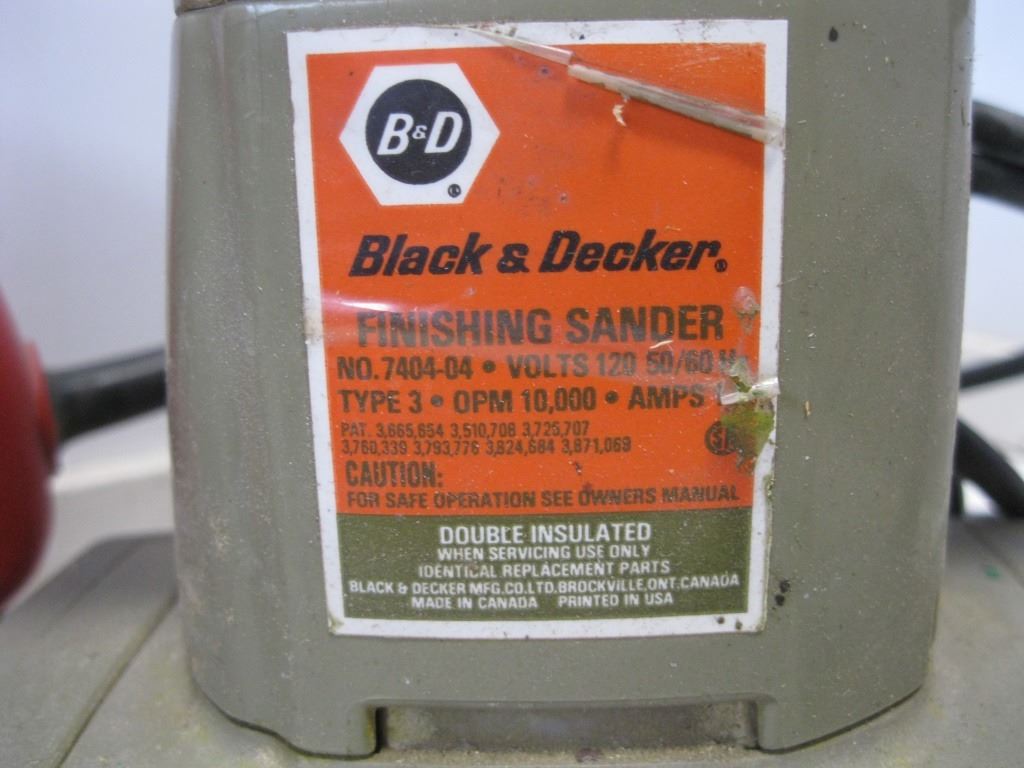 B&D
Black & Decker
FINISHING SANDER
NO. 7404-04 • VOLTS 120 50/60
TYPE 3 • OPM 10,000 • AMPS
PAT. 3,665,654 3,510,708 3,725,707
3,760,339 3,793,776 3,824,684 3,871,069
CAUTION:
FOR SAFE OPERATION SEE OWNERS MANUAL
DOUBLE INSULATED
WHEN SERVICING USE ONLY
IDENTICAL REPLACEMENT PARTS
BLACK & DECKER MFG.CO.LTD.BROCKVILLE,ONT.CANADA
MADE IN CANADA PRINTED IN USA